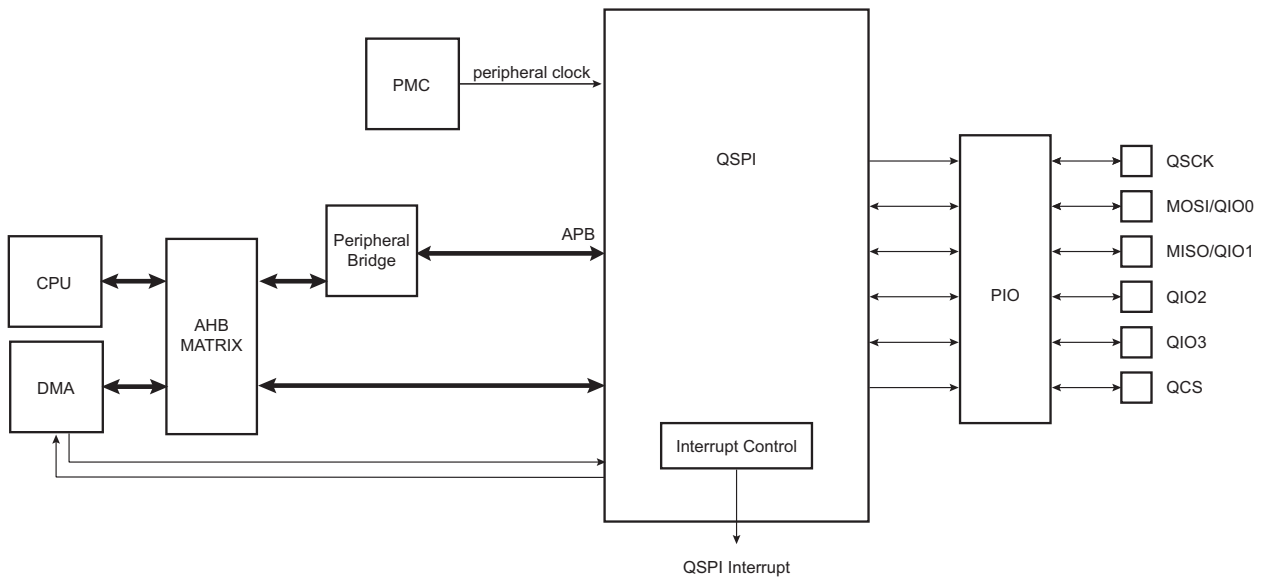 PMC
peripheral clock
QSPI
QSCK
MOSI/QIO0
MISO/QIO1
QIO2
QIO3
QCS
PIO
APB
Peripheral
Bridge
CPU
AHB
MATRIX
DMA
Interrupt Control
QSPI Interrupt